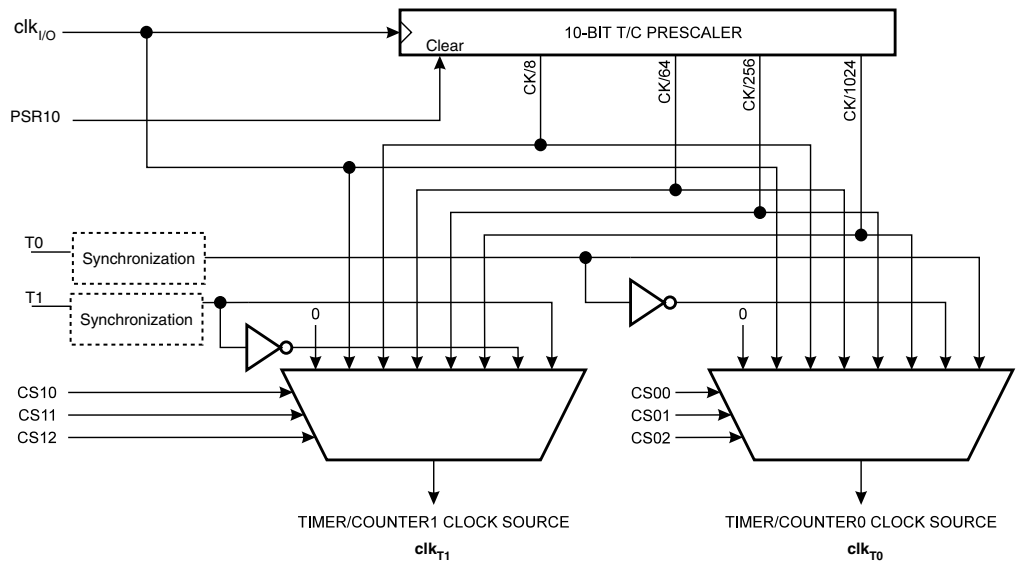 clkI/O
10-BIT T/C PRESCALER
Clear
CK/8
CK/64
CK/256
CK/1024
PSR10
T0
Synchronization
T1
Synchronization
0
0
CS10
CS11
CS12
CS00
CS01
CS02
TIMER/COUNTER1 CLOCK SOURCE
clkT1
TIMER/COUNTER0 CLOCK SOURCE
clkT0